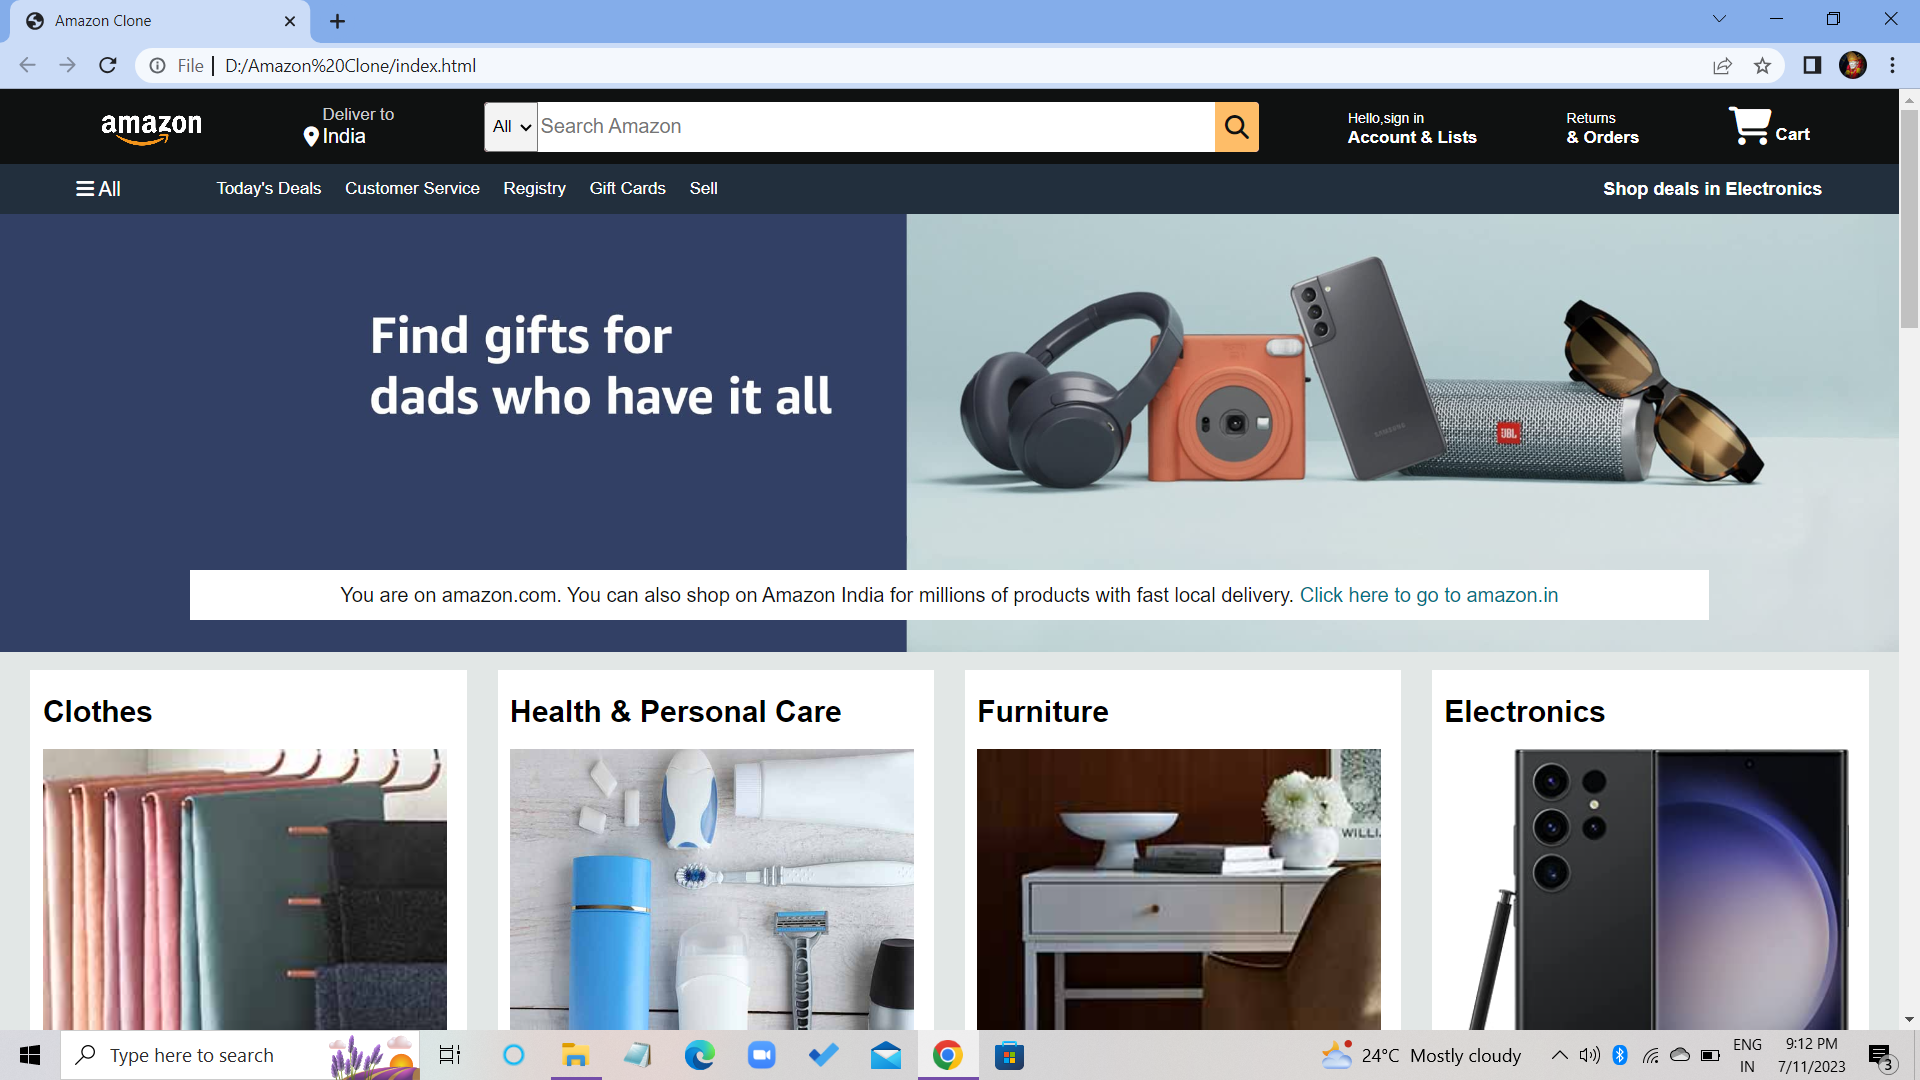 Amazon Clone
File
D:/Amazon%20Clone/index.html
amazon
Deliver to
India
All
Search Amazon
Hello,sign in
Account & Lists
Returns
& Orders
Cart
All
Today's Deals
Customer Service
Registry
Gift Cards
Sell
Shop deals in Electronics
Find gifts for
dads who have it all
SAMSUNG
JBL
You are on amazon.com. You can also shop on Amazon India for millions of products with fast local delivery. Click here to go to amazon.in
Clothes
Health & Personal Care
Furniture
Electronics
WILLI
Type here to search
24°C Mostly cloudy
ENG
IN
9:12 PM
7/11/2023
3